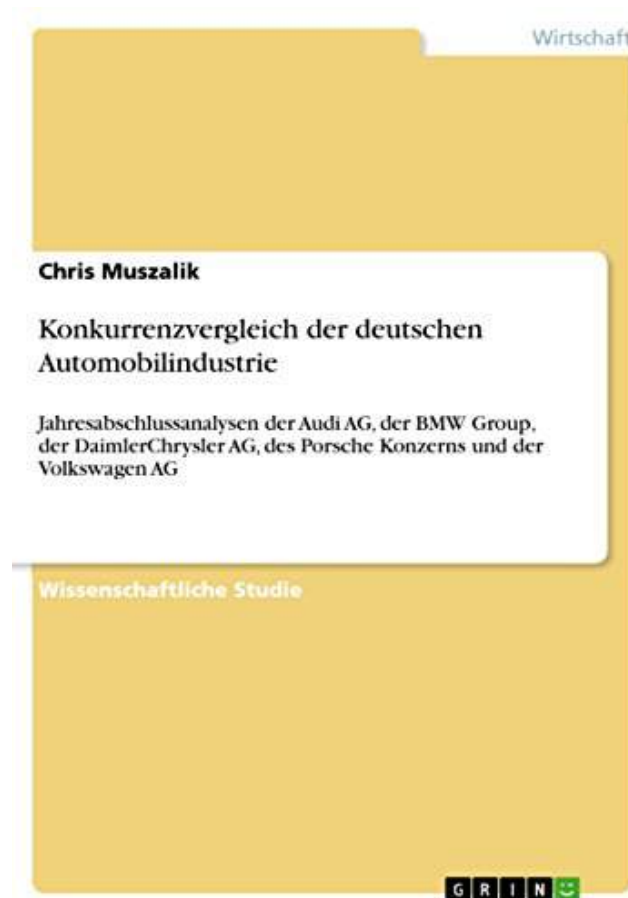 Wirtschaft
Chris Muszalik
Konkurrenzvergleich der deutschen
Automobilindustrie
Jahresabschlussanalysen der Audi AG, der BMW Group,
der DaimlerChrysler AG, des Porsche Konzerns und der
Volkswagen AG
Wissenschaftliche Studie
GRIN